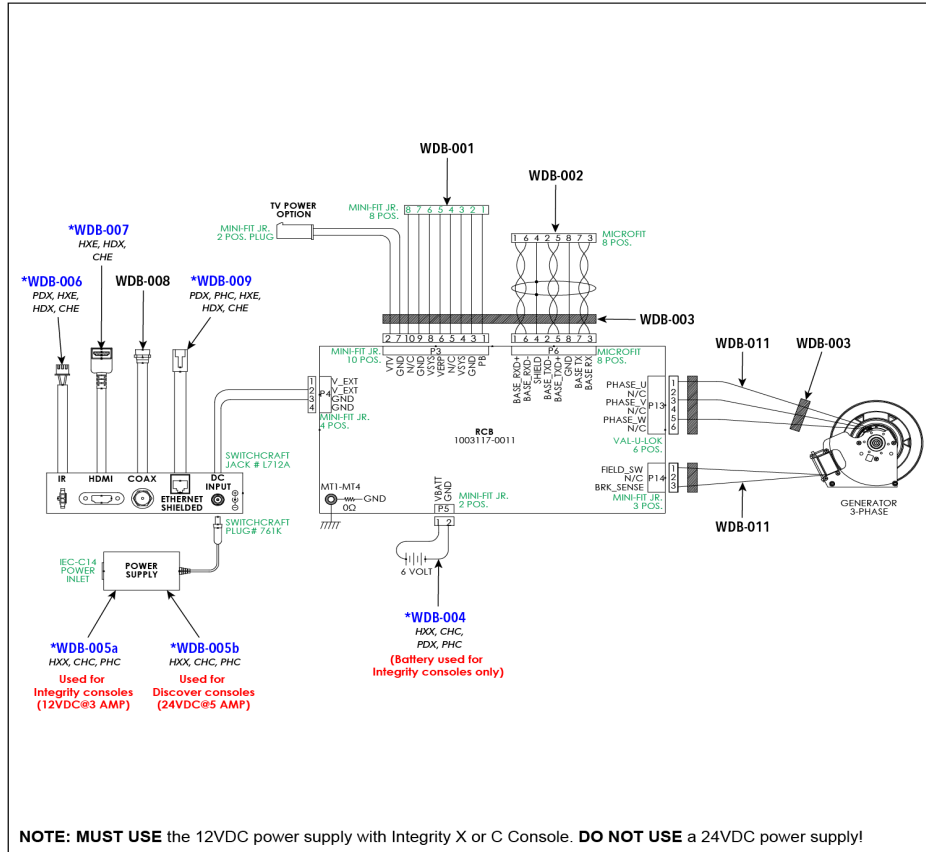 WDB-001
WDB-002
TV POWER
OPTION
MINI-FIT JR.
2 POS. PLUG
MINI-FIT JR.
8 POS.
8 7 6 5 4 3 2 1
MICROFIT
8 POS.
1 6 4 2 5 8 7 3
*WDB-007
HXE, HDX,
CHE
*WDB-006
PDX, HXE,
HDX, CHE
WDB-008
*WDB-009
PDX, PHC, HXE,
HDX, CHE
WDB-003
2 7 10 9 8 6 5 4 3 1
1 6 4 2 5 8 7 3
MINI-FIT JR.
10 POS.
P3
VTV
GND
N/C
GND
VSYS
VERP
N/C
VSYS
GND
PB
P6
MICROFIT
8 POS.
BASE_RXD+
BASE_RXD-
SHIELD
BASE_TXD-
BASE_TXD+
GND
BASE TX
BASE RX
1 V_EXT
2 V_EXT
3 GND
4 GND
P4
MINI-FIT JR.
4 POS.
RCB
1003117-0011
PHASE_U 1
N/C 2
PHASE_V 3
N/C 4
PHASE_W 5
N/C 6
P13
VAL-U-LOK
6 POS.
WDB-011
WDB-003
SWITCHCRAFT
JACK # L712A
IR
HDMI
COAX
ETHERNET
SHIELDED
DC
INPUT
MT1-MT4
GND
0Ω
VBATT
GND
P5
1 2
MINI-FIT JR.
2 POS.
FIELD_SW 1
N/C 2
BRK_SENSE 3
P14
MINI-FIT JR.
3 POS.
WDB-011
GENERATOR
3-PHASE
SWITCHCRAFT
PLUG# 761K
IEC-C14
POWER
INLET
POWER
SUPPLY
6 VOLT
*WDB-005a
HXX, CHC, PHC
Used for
Integrity consoles
(12VDC@3 AMP)
*WDB-005b
HXX, CHC, PHC
Used for
Discover consoles
(24VDC@5 AMP)
*WDB-004
HXX, CHC,
PDX, PHC
(Battery used for
Integrity consoles only)
NOTE: MUST USE the 12VDC power supply with Integrity X or C Console. DO NOT USE a 24VDC power supply!